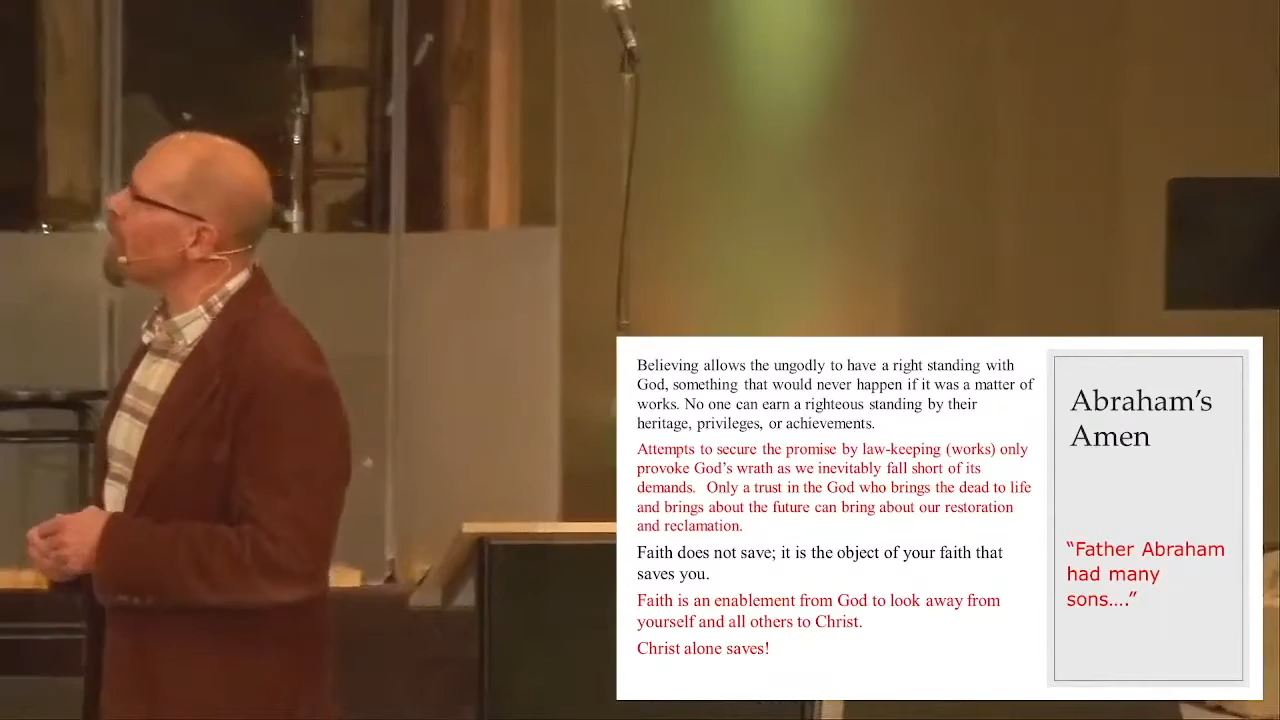 Believing allows the ungodly to have a right standing with
God, something that would never happen if it was a matter of
works. No one can earn a righteous standing by their
heritage, privileges, or achievements.
Attempts to secure the promise by law-keeping (works) only
provoke God’s wrath as we inevitably fall short of its
demands.  Only a trust in the God who brings the dead to life
and brings about the future can bring about our restoration
and reclamation.
Faith does not save; it is the object of your faith that
saves you.
Faith is an enablement from God to look away from
yourself and all others to Christ.
Christ alone saves!
Abraham’s
Amen
“Father Abraham
had many
sons….”